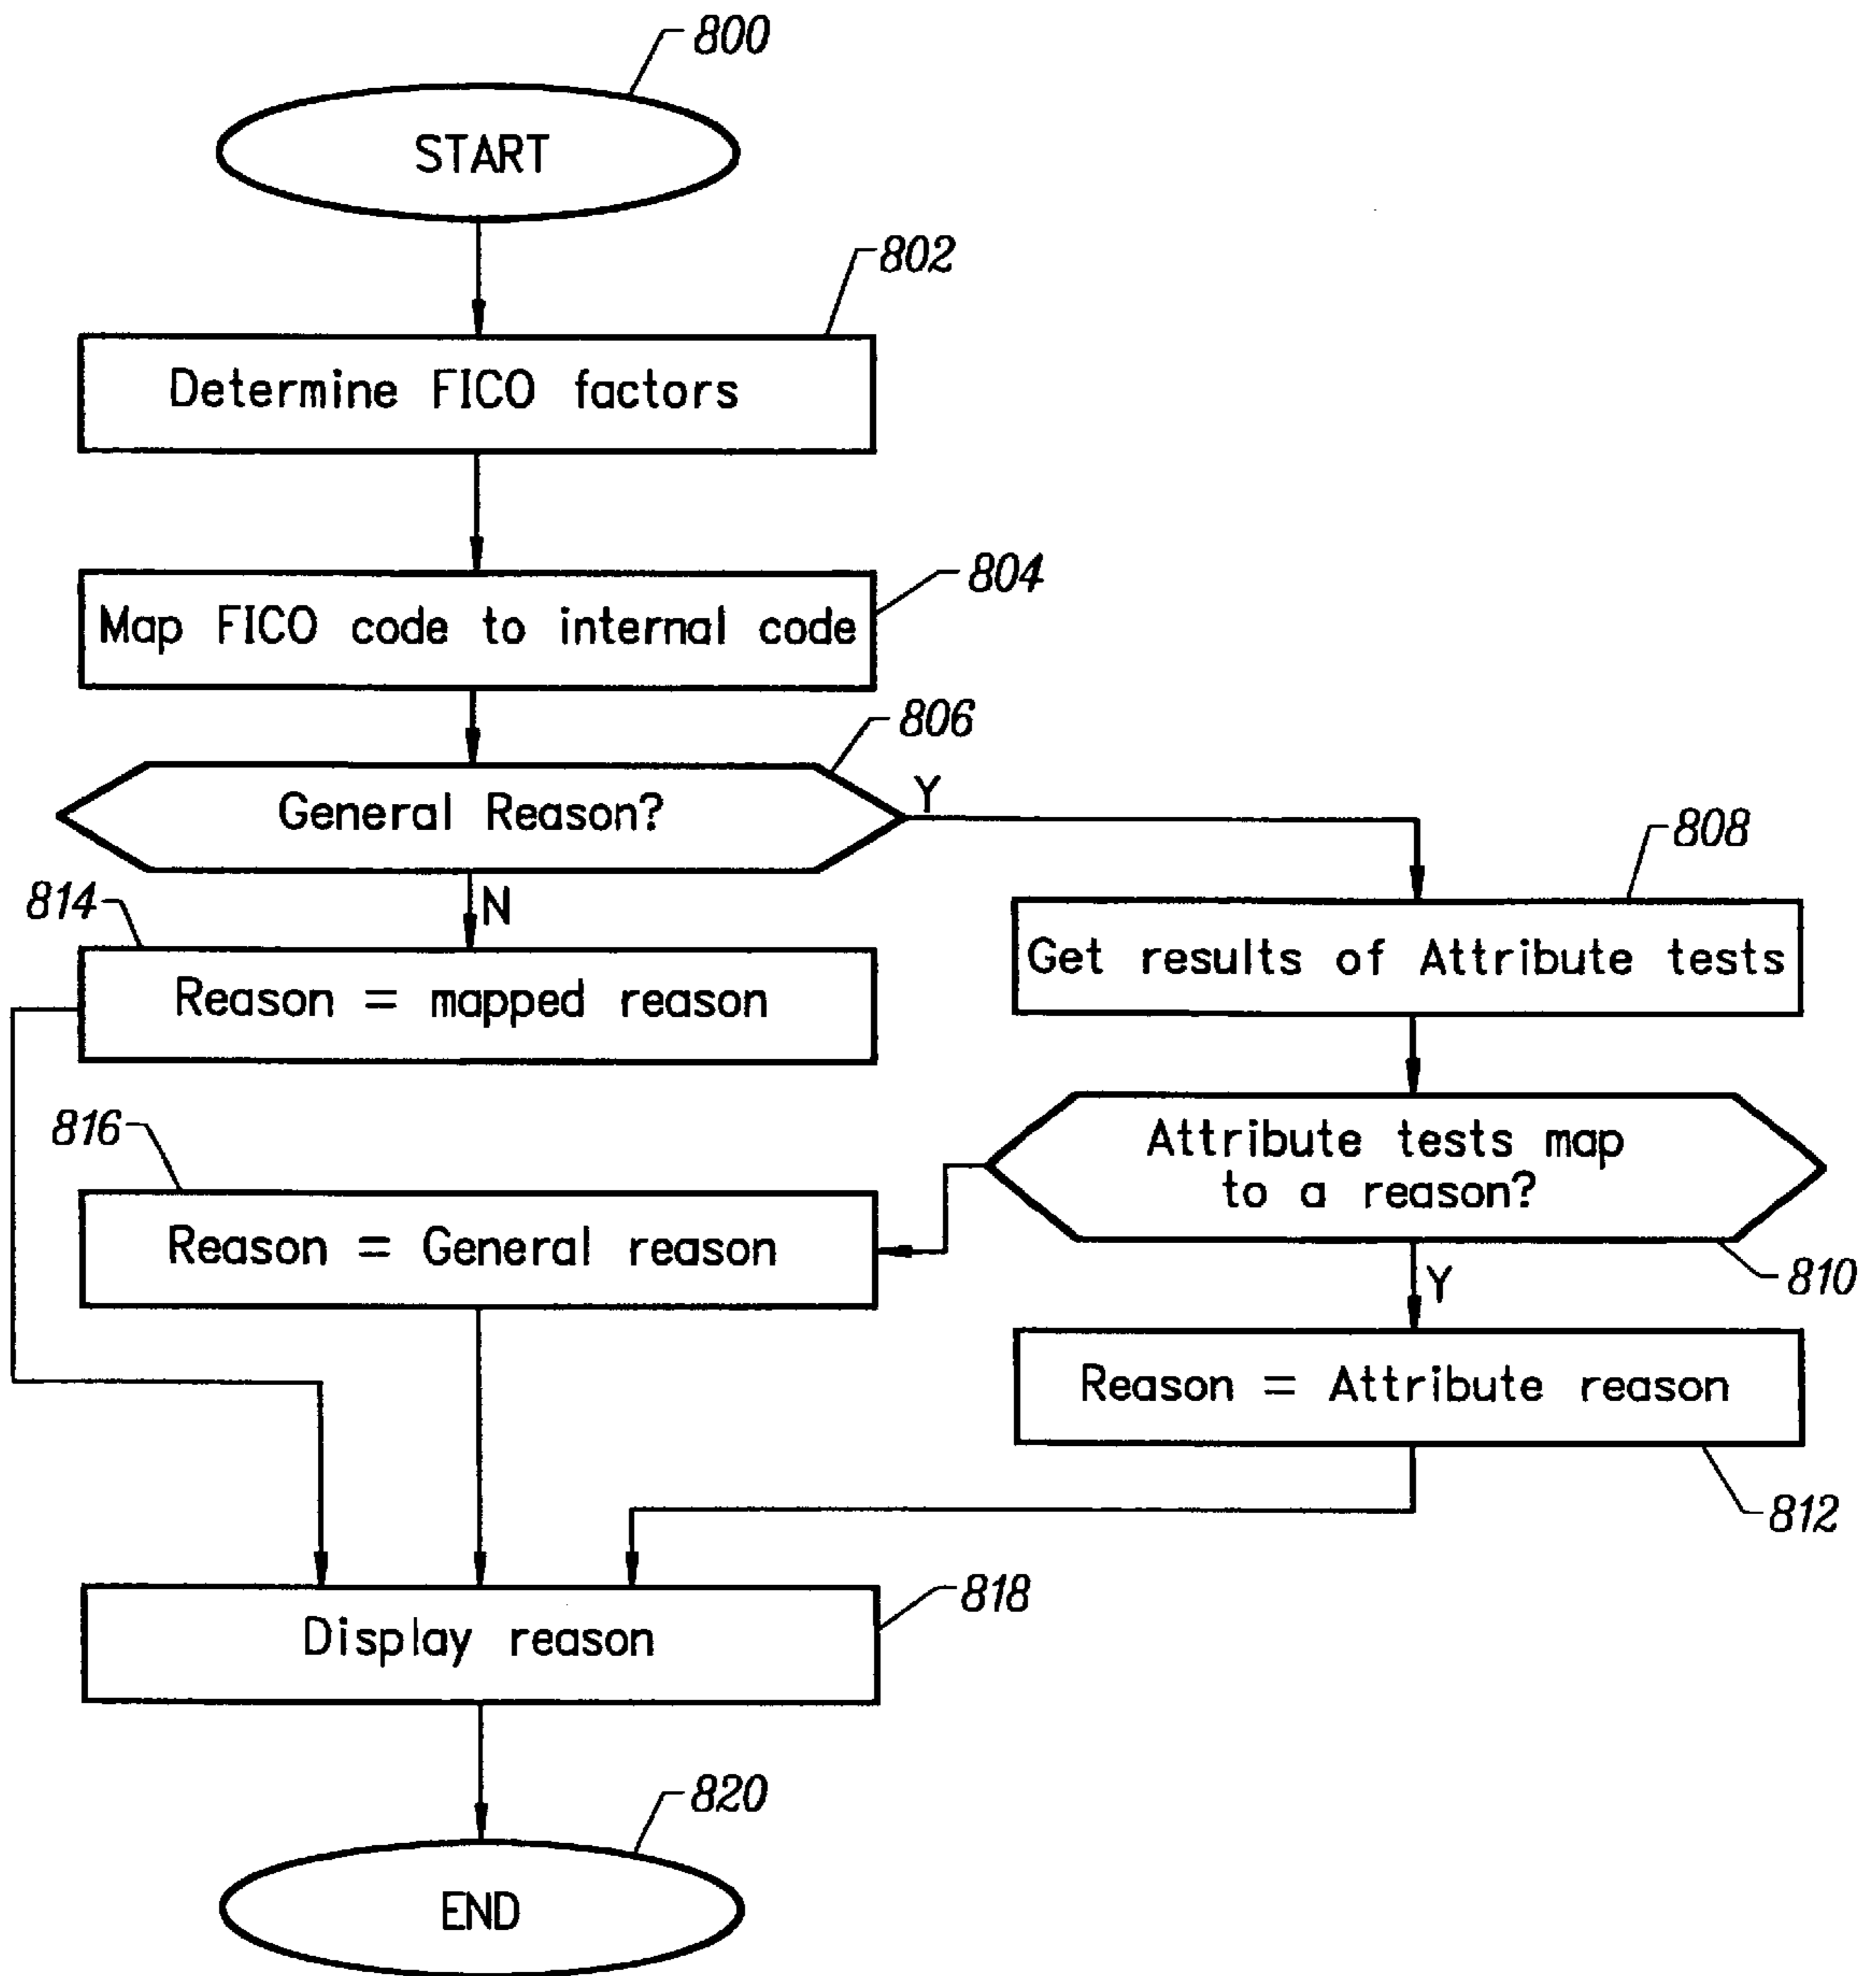 800
START
802
Determine FICO factors
804
Map FICO code to internal code
806
General Reason?
Y
808
814
N
Get results of Attribute tests
Reason = mapped reason
816
Attribute tests map
to a reason?
Reason = General reason
810
Y
Reason = Attribute reason
812
818
Display reason
820
END